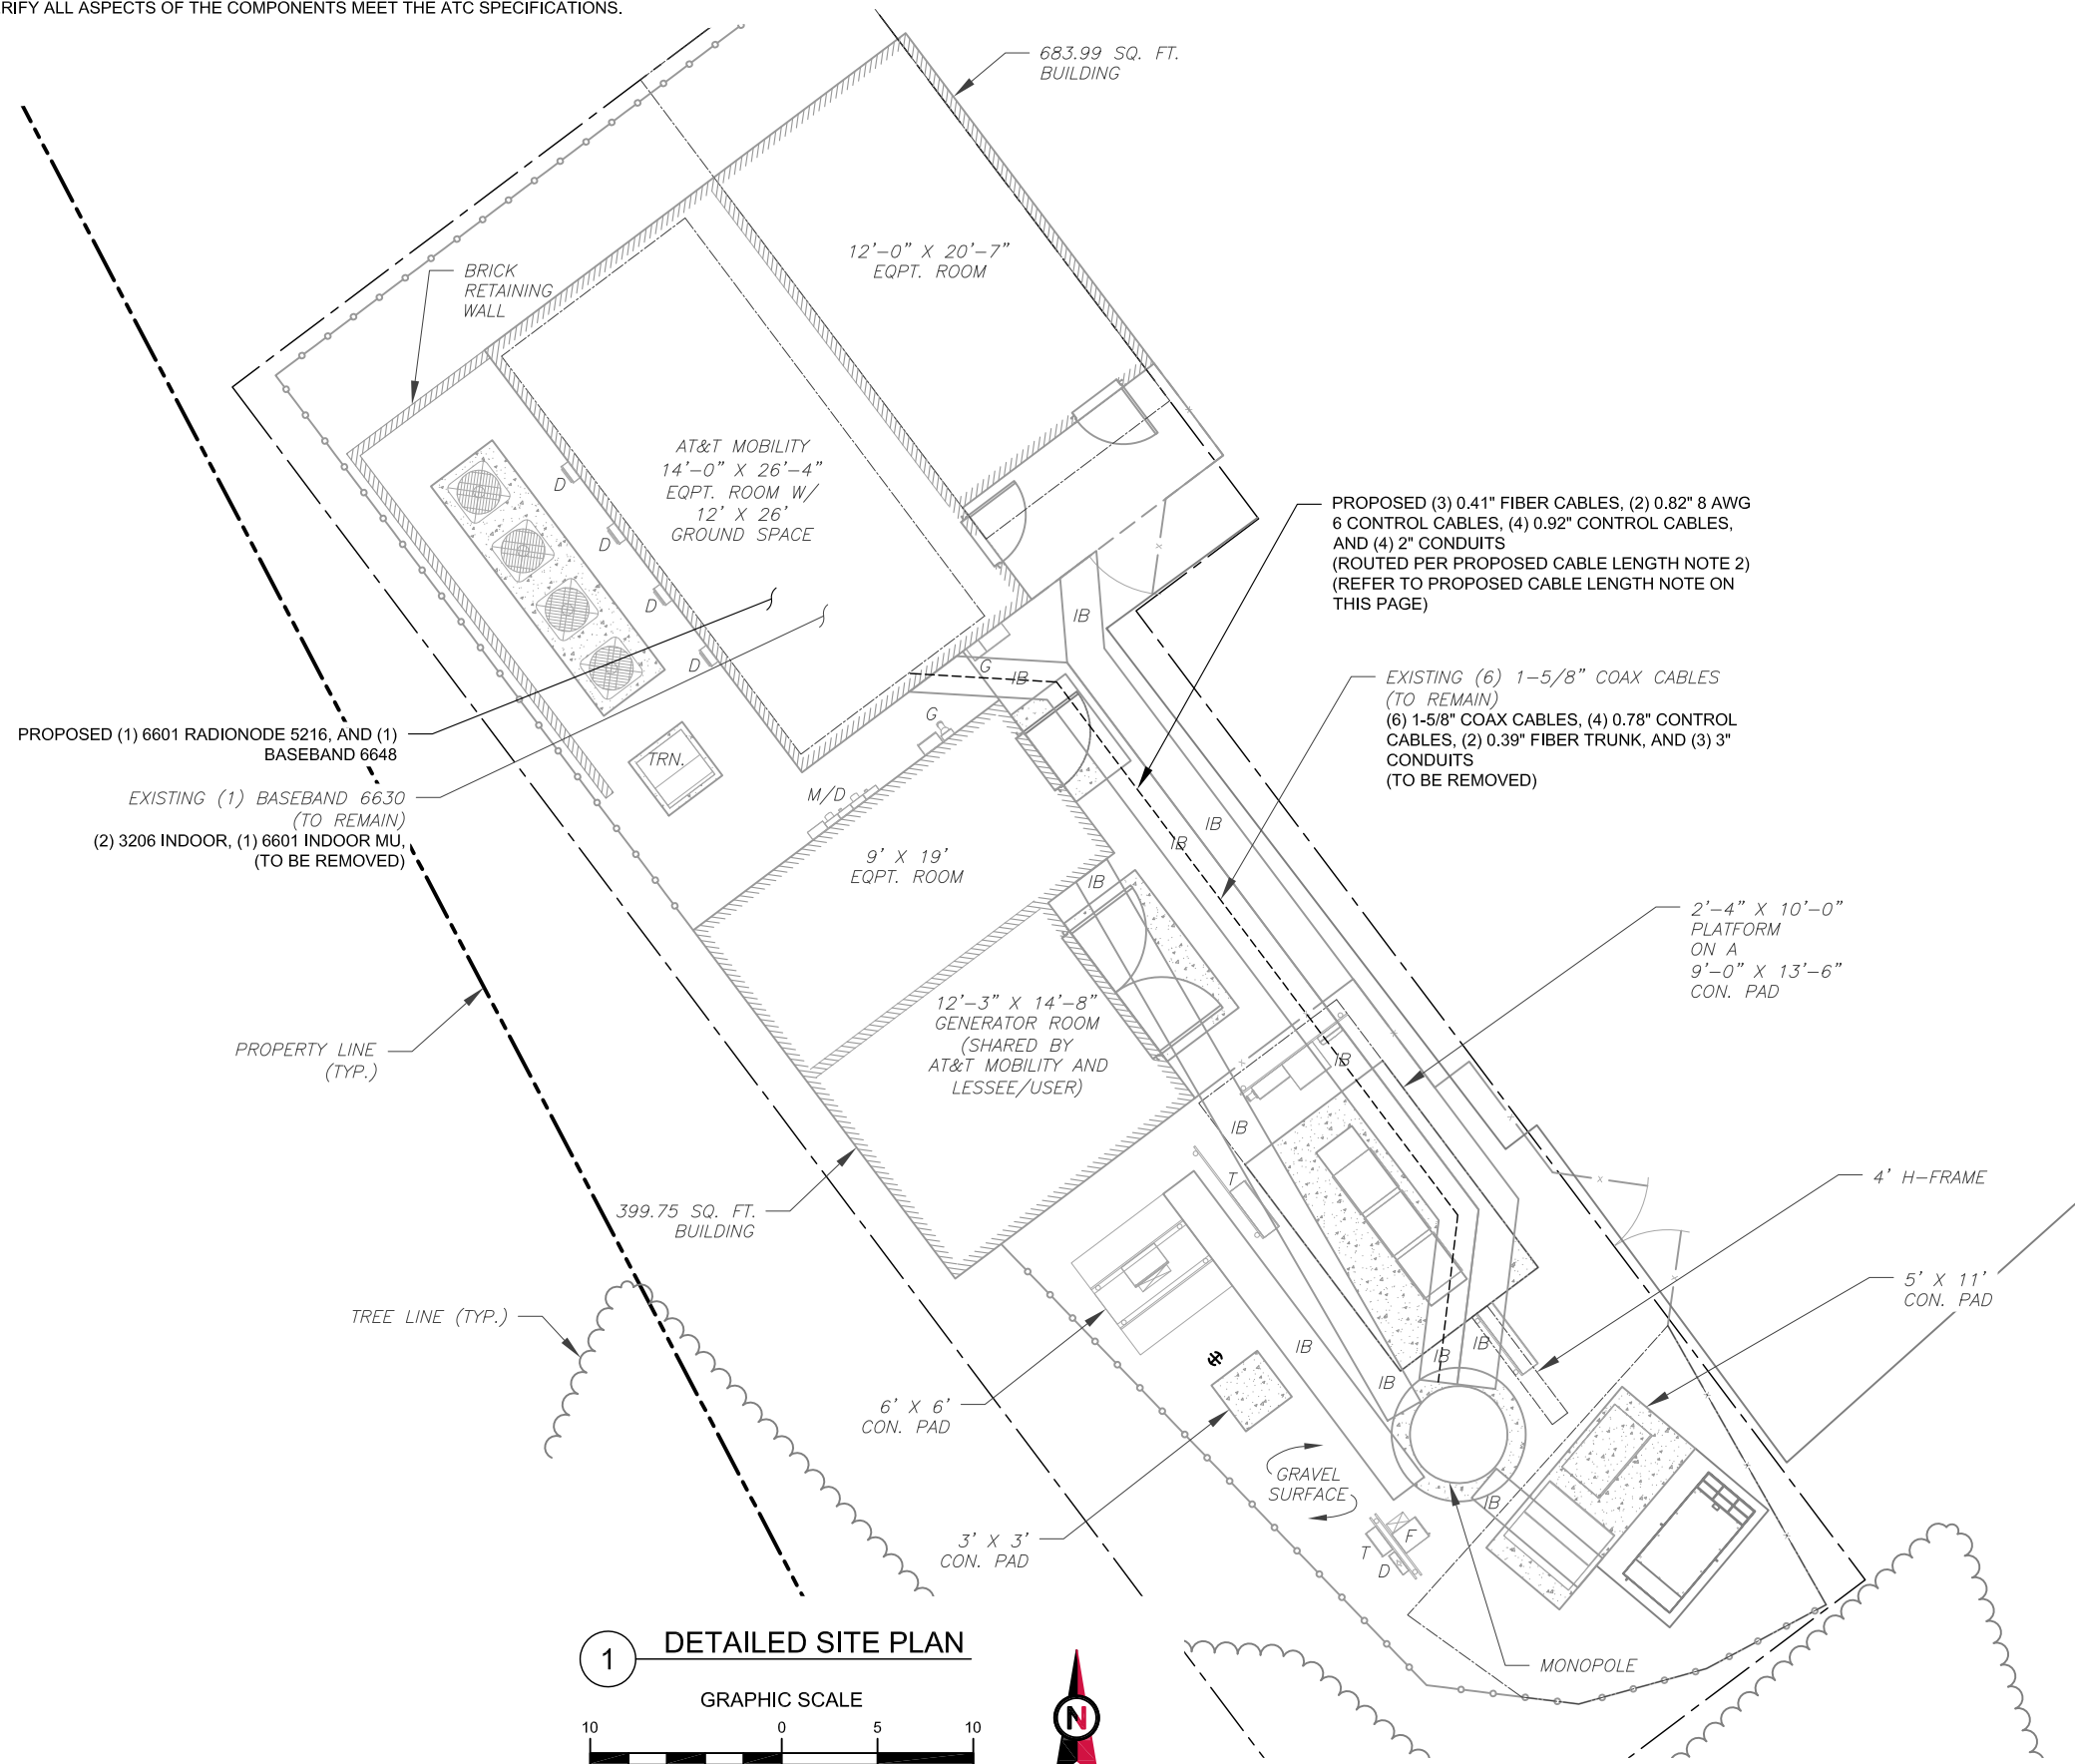 RIFY ALL ASPECTS OF THE COMPONENTS MEET THE ATC SPECIFICATIONS.
683.99 SQ. FT.
BUILDING
12'-0" X 20'-7"
EQPT. ROOM
BRICK
RETAINING
WALL
AT&T MOBILITY
14'-0" X 26'-4"
EQPT. ROOM W/
12' X 26'
GROUND SPACE
D
D
D
D
PROPOSED (3) 0.41" FIBER CABLES, (2) 0.82" 8 AWG
6 CONTROL CABLES, (4) 0.92" CONTROL CABLES,
AND (4) 2" CONDUITS
(ROUTED PER PROPOSED CABLE LENGTH NOTE 2)
(REFER TO PROPOSED CABLE LENGTH NOTE ON
THIS PAGE)
IB
G
IB
G
EXISTING (6) 1-5/8" COAX CABLES
(TO REMAIN)
(6) 1-5/8" COAX CABLES, (4) 0.78" CONTROL
CABLES, (2) 0.39" FIBER TRUNK, AND (3) 3"
CONDUITS
(TO BE REMOVED)
PROPOSED (1) 6601 RADIONODE 5216, AND (1)
BASEBAND 6648
EXISTING (1) BASEBAND 6630
(TO REMAIN)
(2) 3206 INDOOR, (1) 6601 INDOOR MU,
(TO BE REMOVED)
TRN.
M/D
9' X 19'
EQPT. ROOM
IB
IB
IB
2'-4" X 10'-0"
PLATFORM
ON A
9'-0" X 13'-6"
CON. PAD
12'-3" X 14'-8"
GENERATOR ROOM
(SHARED BY
AT&T MOBILITY AND
LESSEE/USER)
PROPERTY LINE
(TYP.)
IB
IB
T
4' H-FRAME
399.75 SQ. FT.
BUILDING
5' X 11'
CON. PAD
TREE LINE (TYP.)
IB
IB
IB
IB
6' X 6'
CON. PAD
GRAVEL
SURFACE
IB
3' X 3'
CON. PAD
T
F
D
MONOPOLE
1
DETAILED SITE PLAN
GRAPHIC SCALE
10 0 5 10
N